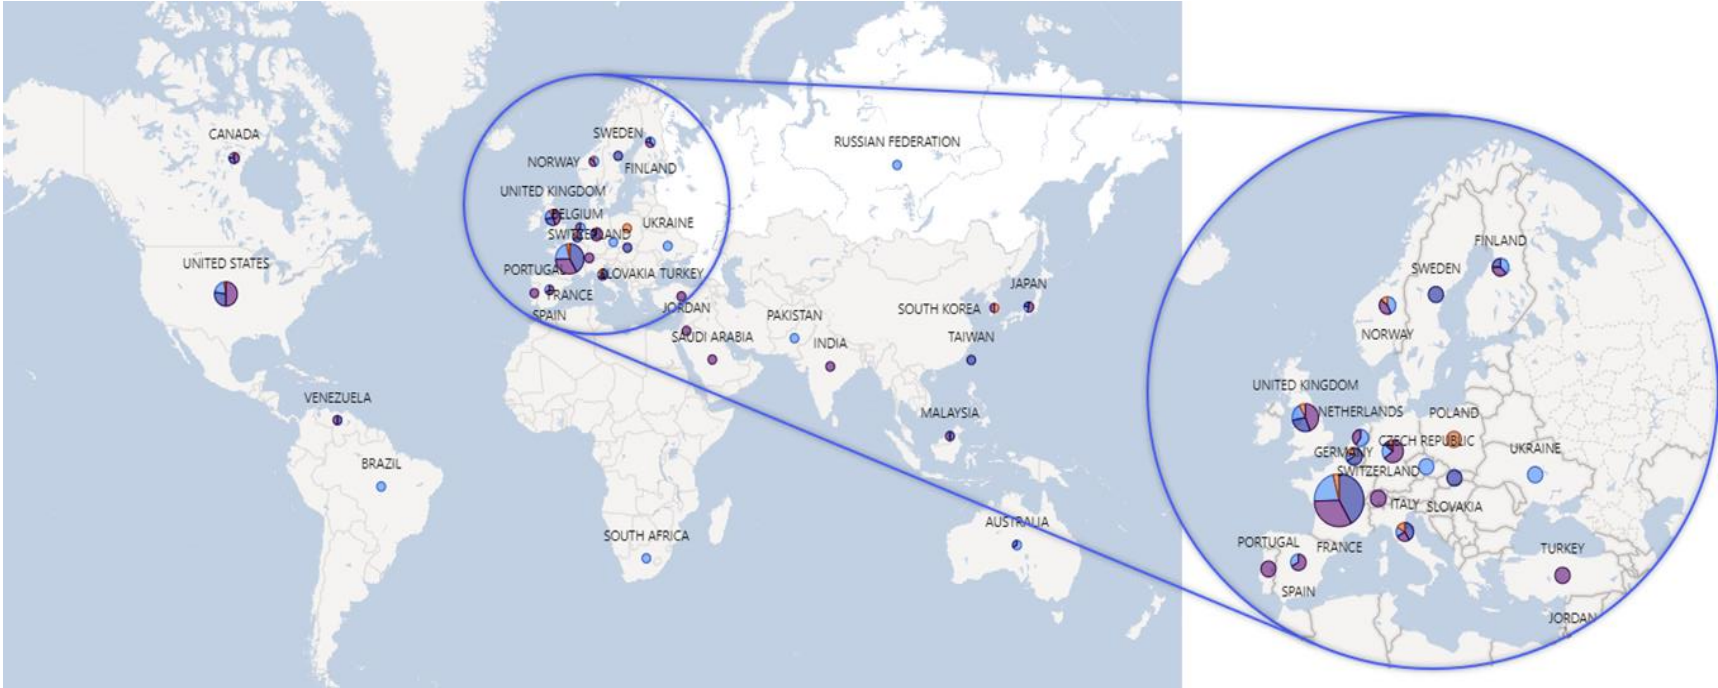 CANADA
SWEDEN
RUSSIAN FEDERATION
NORWAY
FINLAND
UNITED KINGDOM
BELGIUM
UKRAINE
SWITZERLAND
UNITED STATES
PORTUGAL
SLOVAKIA
TURKEY
FRANCE
SPAIN
JORDAN
SAUDI ARABIA
PAKISTAN
INDIA
SOUTH KOREA
JAPAN
TAIWAN
VENEZUELA
MALAYSIA
BRAZIL
SOUTH AFRICA
AUSTRALIA
FINLAND
SWEDEN
NORWAY
UNITED KINGDOM
NETHERLANDS
POLAND
CZECH REPUBLIC
GERMANY
UKRAINE
SWITZERLAND
ITALY
SLOVAKIA
PORTUGAL
FRANCE
TURKEY
SPAIN
JORDAN